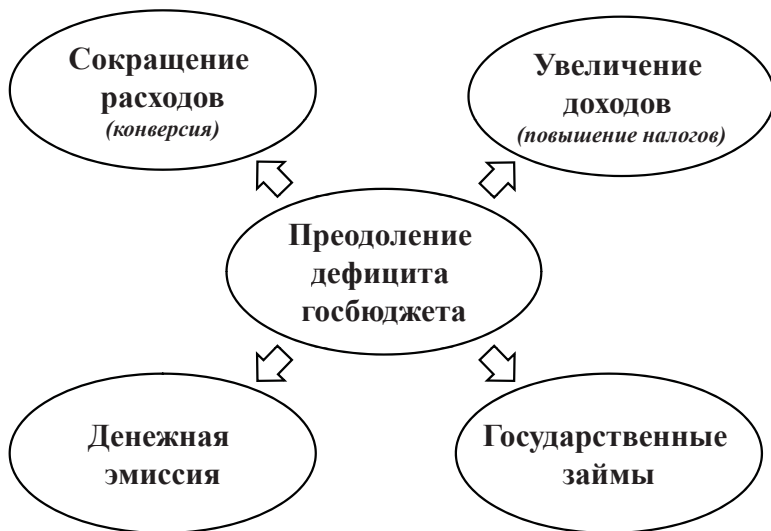 Сокращение
расходов
(конверсия)
Увеличение
доходов
(повышение налогов)
Преодоление
дефицита
госбюджета
Денежная
эмиссия
Государственные
займы